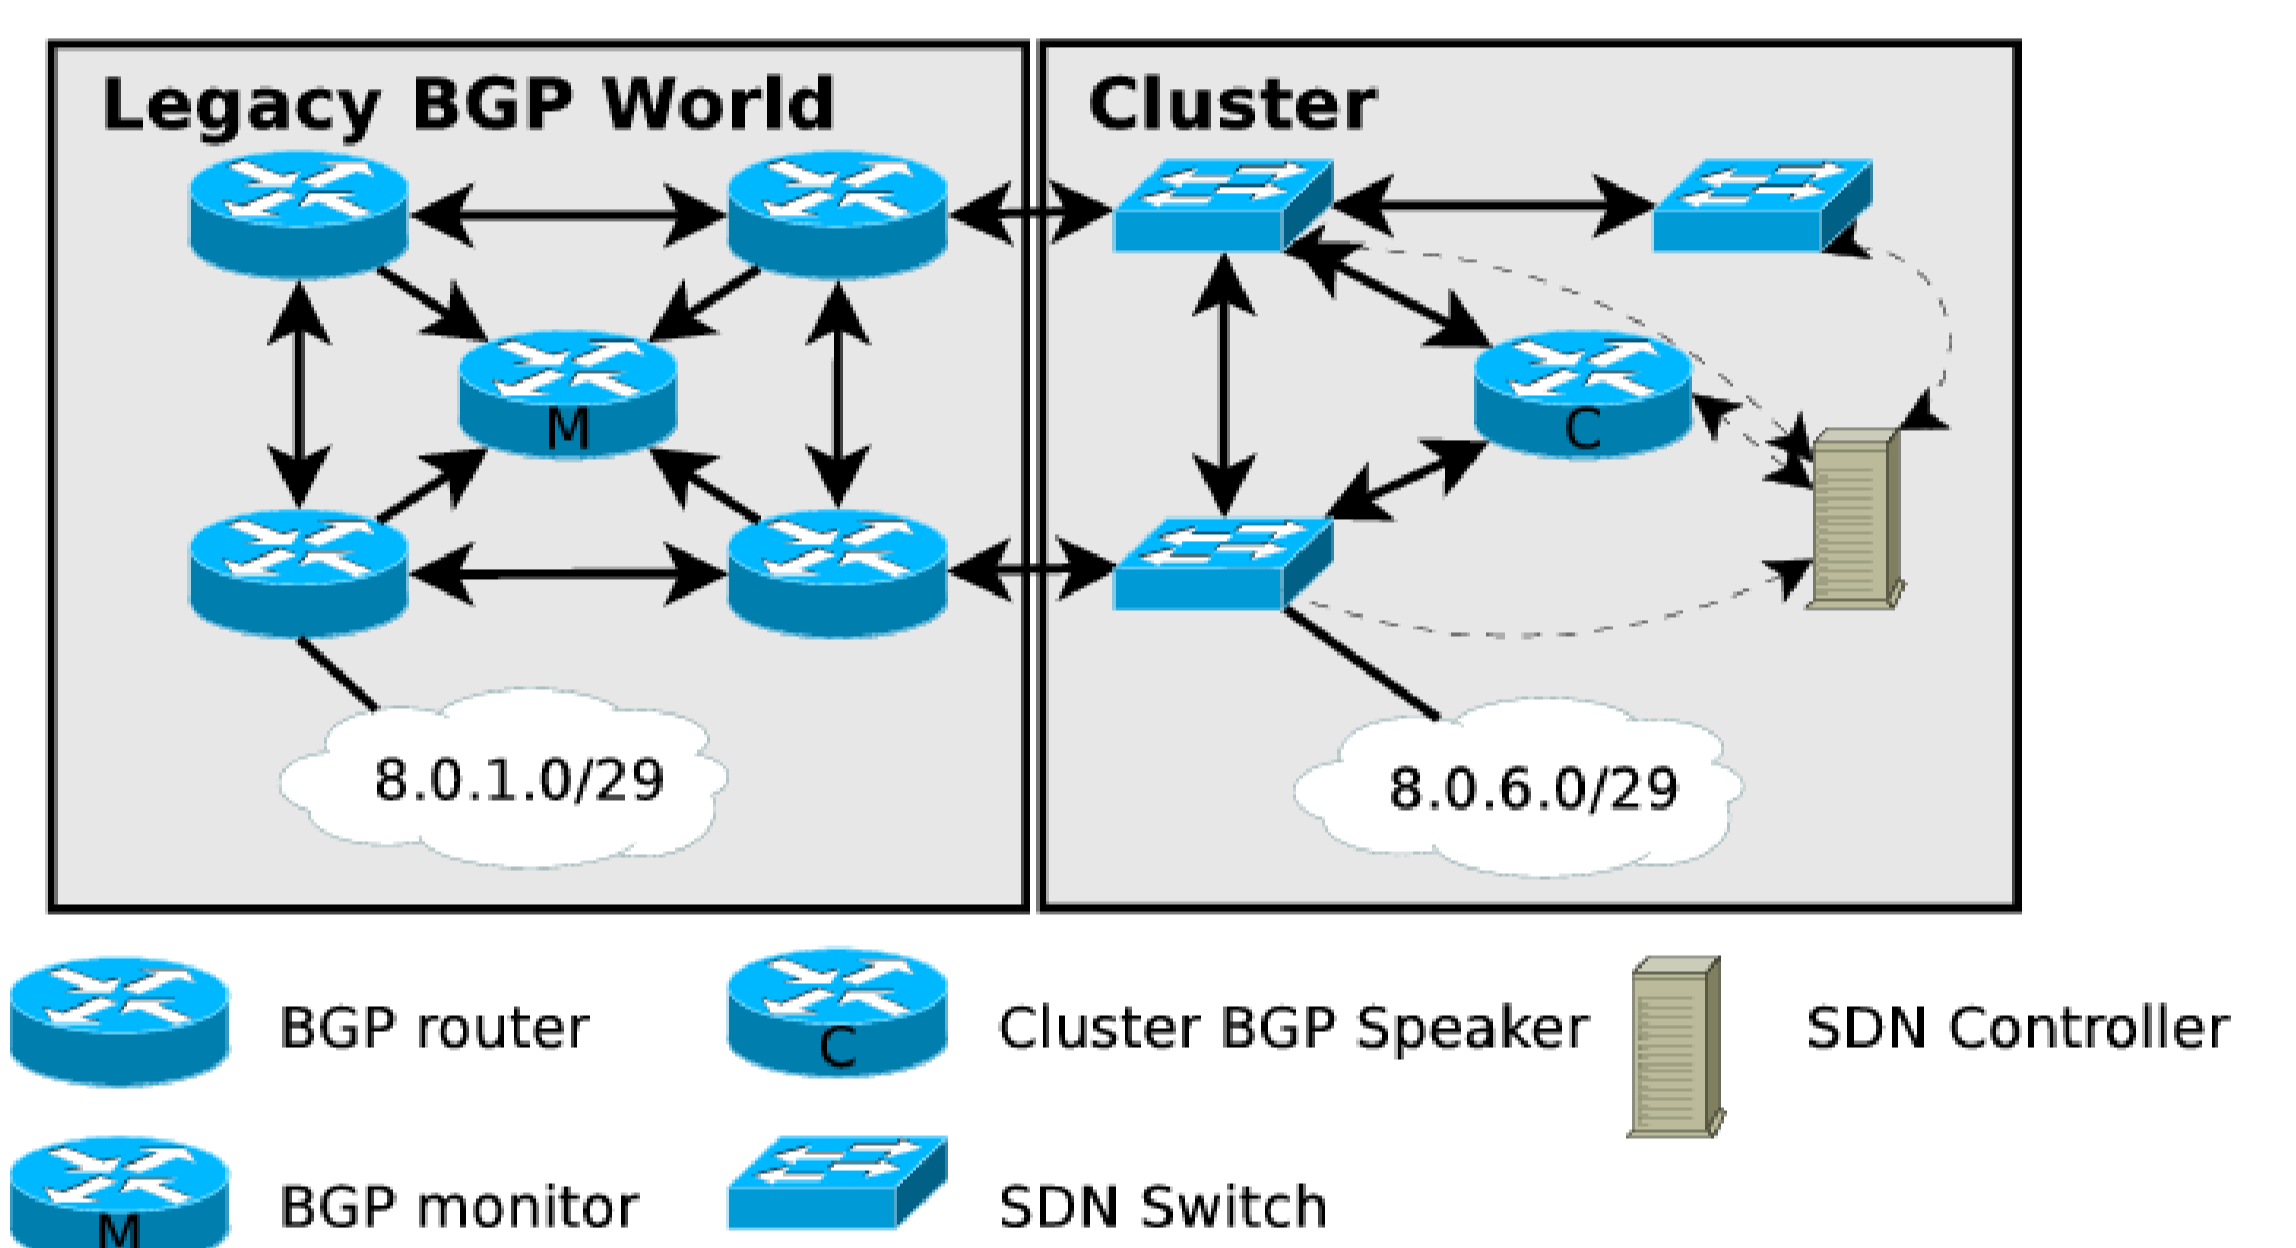 Legacy BGP World
Cluster
M
C
8.0.1.0/29
8.0.6.0/29
BGP router
C
Cluster BGP Speaker
SDN Controller
M
BGP monitor
SDN Switch